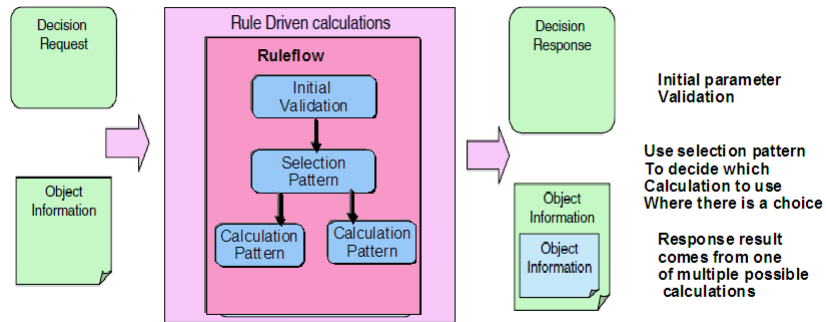 Decision
Request
Object
Information
Rule Driven calculations
Ruleflow
Initial
Validation
Selection
Pattern
Calculation
Pattern
Calculation
Pattern
Decision
Response
Object
Information
Object
Information
Initial parameter
Validation
Use selection pattern
To decide which
Calculation to use
Where there is a choice
Response result
comes from one
of multiple possible
calculations